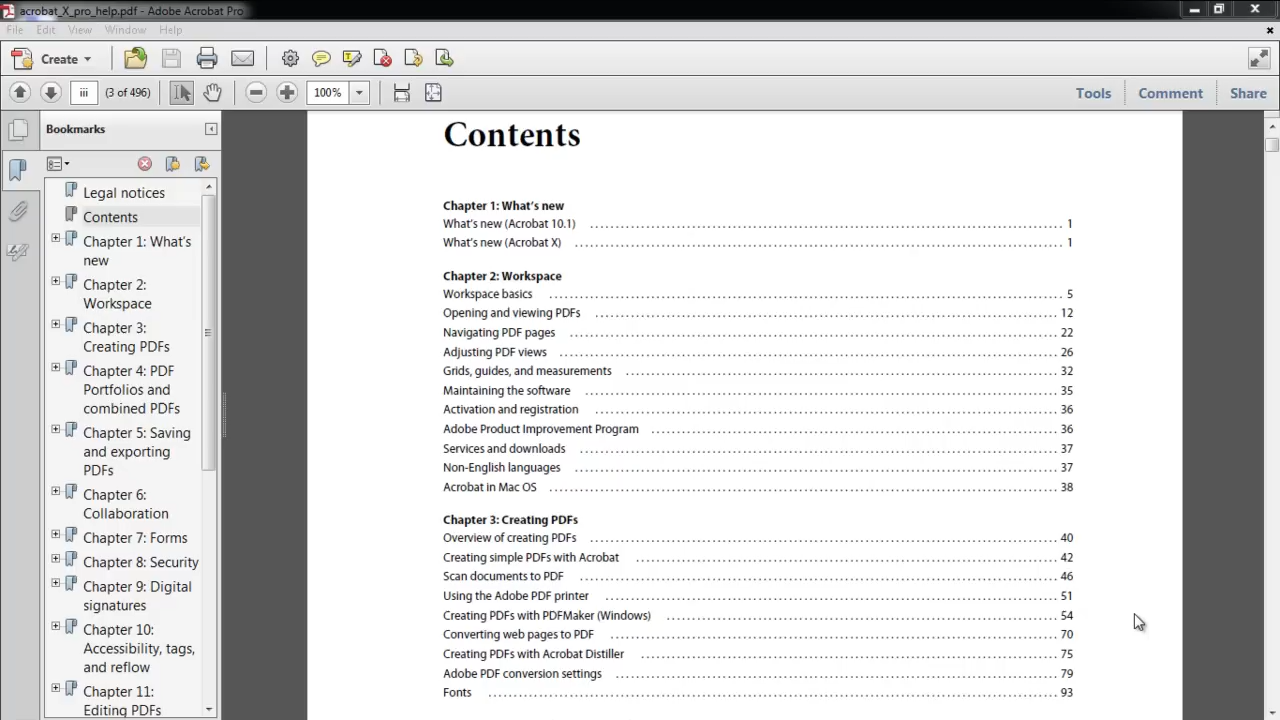 acrobat_X_pro_help.pdf - Adobe Acrobat Pro
File Edit View Window Help
Create
iii (3 of 496) 100% Tools Comment Share
Bookmarks
Legal notices
Contents
Chapter 1: What's
new
Chapter 2:
Workspace
Chapter 3:
Creating PDFs
Chapter 4: PDF
Portfolios and
combined PDFs
Chapter 5: Saving
and exporting
PDFs
Chapter 6:
Collaboration
Chapter 7: Forms
Chapter 8: Security
Chapter 9: Digital
signatures
Chapter 10:
Accessibility, tags,
and reflow
Chapter 11:
Editing PDFs
Contents
Chapter 1: What's new
What's new (Acrobat 10.1) 1
What's new (Acrobat X) 1
Chapter 2: Workspace
Workspace basics 5
Opening and viewing PDFs 12
Navigating PDF pages 22
Adjusting PDF views 26
Grids, guides, and measurements 32
Maintaining the software 35
Activation and registration 36
Adobe Product Improvement Program 36
Services and downloads 37
Non-English languages 37
Acrobat in Mac OS 38
Chapter 3: Creating PDFs
Overview of creating PDFs 40
Creating simple PDFs with Acrobat 42
Scan documents to PDF 46
Using the Adobe PDF printer 51
Creating PDFs with PDFMaker (Windows) 54
Converting web pages to PDF 70
Creating PDFs with Acrobat Distiller 75
Adobe PDF conversion settings 79
Fonts 93